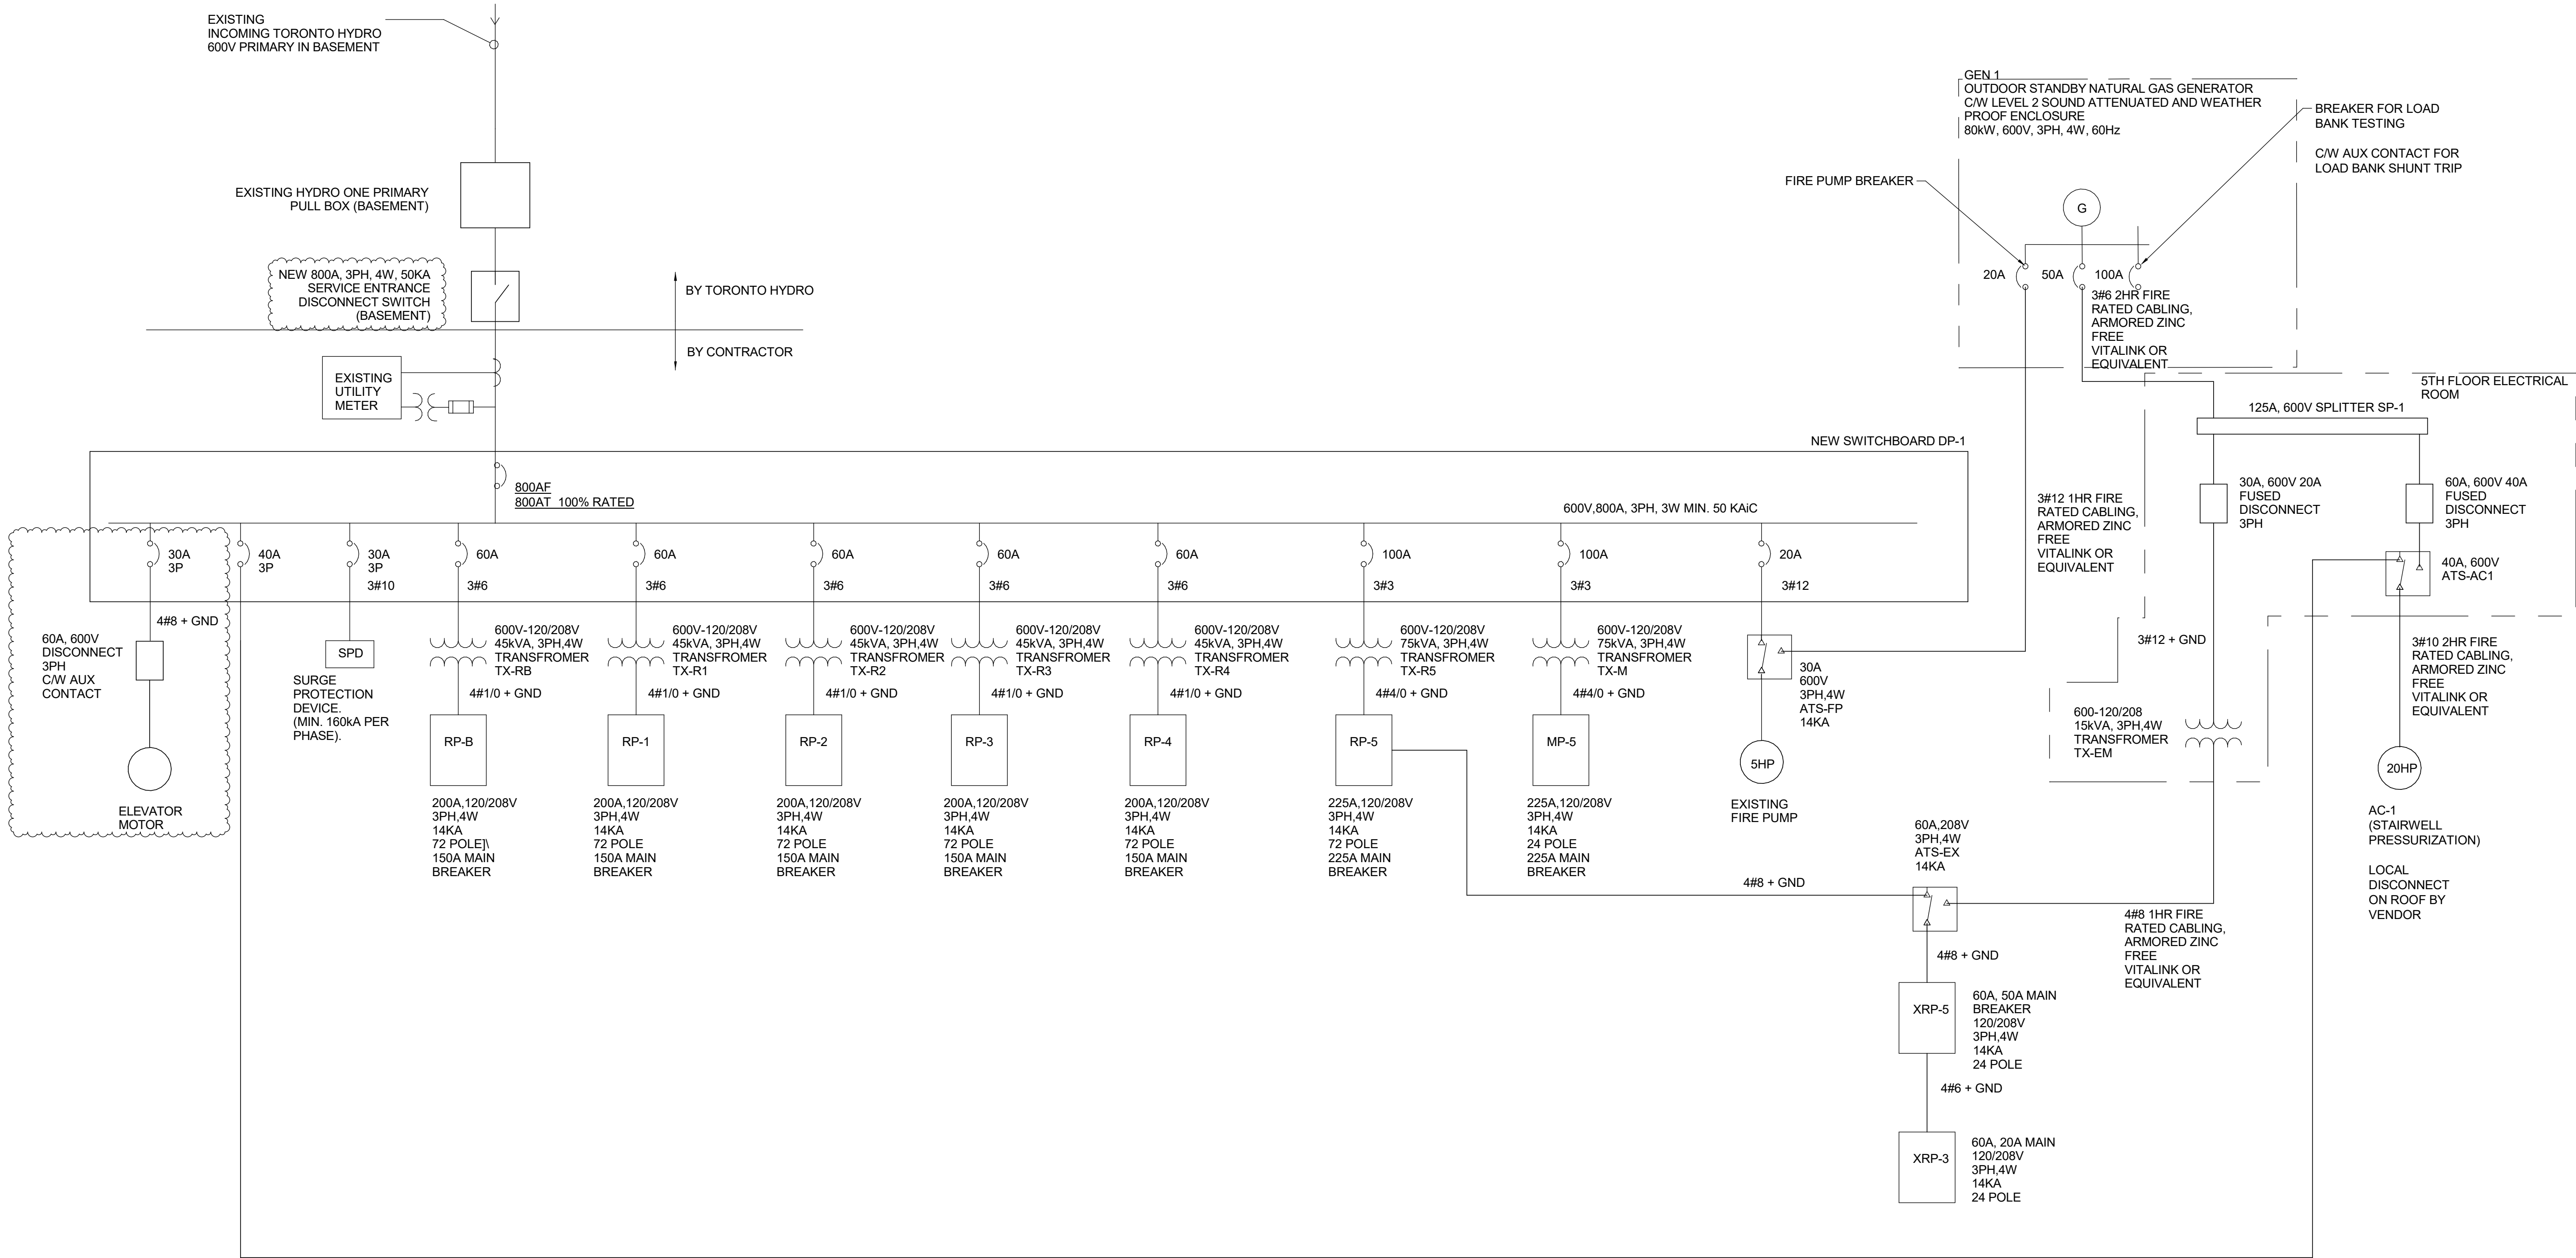 EXISTING
INCOMING TORONTO HYDRO
600V PRIMARY IN BASEMENT
EXISTING HYDRO ONE PRIMARY
PULL BOX (BASEMENT)
NEW 800A, 3PH, 4W, 50KA
SERVICE ENTRANCE
DISCONNECT SWITCH
(BASEMENT)
BY TORONTO HYDRO
BY CONTRACTOR
EXISTING
UTILITY
METER
GEN 1
OUTDOOR STANDBY NATURAL GAS GENERATOR
C/W LEVEL 2 SOUND ATTENUATED AND WEATHER
PROOF ENCLOSURE
80kW, 600V, 3PH, 4W, 60Hz
BREAKER FOR LOAD
BANK TESTING
C/W AUX CONTACT FOR
LOAD BANK SHUNT TRIP
FIRE PUMP BREAKER
G
20A
50A
100A
3#6 2HR FIRE
RATED CABLING,
ARMORED ZINC
FREE
VITALINK OR
EQUIVALENT
5TH FLOOR ELECTRICAL
ROOM
125A, 600V SPLITTER SP-1
NEW SWITCHBOARD DP-1
800AF
800AT 100% RATED
600V,800A, 3PH, 3W MIN. 50 KAiC
3#12 1HR FIRE
RATED CABLING,
ARMORED ZINC
FREE
VITALINK OR
EQUIVALENT
30A, 600V 20A
FUSED
DISCONNECT
3PH
60A, 600V 40A
FUSED
DISCONNECT
3PH
40A, 600V
ATS-AC1
30A
3P
40A
3P
30A
3P
3#10
60A
3#6
60A
3#6
60A
3#6
60A
3#6
60A
3#6
100A
3#3
100A
3#3
20A
3#12
4#8 + GND
60A, 600V
DISCONNECT
3PH
C/W AUX
CONTACT
ELEVATOR
MOTOR
SPD
SURGE
PROTECTION
DEVICE.
(MIN. 160kA PER
PHASE).
600V-120/208V
45kVA, 3PH,4W
TRANSFROMER
TX-RB
4#1/0 + GND
RP-B
200A,120/208V
3PH,4W
14KA
72 POLE]\
150A MAIN
BREAKER
600V-120/208V
45kVA, 3PH,4W
TRANSFROMER
TX-R1
4#1/0 + GND
RP-1
200A,120/208V
3PH,4W
14KA
72 POLE
150A MAIN
BREAKER
600V-120/208V
45kVA, 3PH,4W
TRANSFROMER
TX-R2
4#1/0 + GND
RP-2
200A,120/208V
3PH,4W
14KA
72 POLE
150A MAIN
BREAKER
600V-120/208V
45kVA, 3PH,4W
TRANSFROMER
TX-R3
4#1/0 + GND
RP-3
200A,120/208V
3PH,4W
14KA
72 POLE
150A MAIN
BREAKER
600V-120/208V
45kVA, 3PH,4W
TRANSFROMER
TX-R4
4#1/0 + GND
RP-4
200A,120/208V
3PH,4W
14KA
72 POLE
150A MAIN
BREAKER
600V-120/208V
75kVA, 3PH,4W
TRANSFROMER
TX-R5
4#4/0 + GND
RP-5
225A,120/208V
3PH,4W
14KA
72 POLE
225A MAIN
BREAKER
600V-120/208V
75kVA, 3PH,4W
TRANSFROMER
TX-M
4#4/0 + GND
MP-5
225A,120/208V
3PH,4W
14KA
24 POLE
225A MAIN
BREAKER
30A
600V
3PH,4W
ATS-FP
14KA
5HP
EXISTING
FIRE PUMP
3#12 + GND
600-120/208
15kVA, 3PH,4W
TRANSFROMER
TX-EM
3#10 2HR FIRE
RATED CABLING,
ARMORED ZINC
FREE
VITALINK OR
EQUIVALENT
20HP
AC-1
(STAIRWELL
PRESSURIZATION)
LOCAL
DISCONNECT
ON ROOF BY
VENDOR
60A,208V
3PH,4W
ATS-EX
14KA
4#8 + GND
4#8 1HR FIRE
RATED CABLING,
ARMORED ZINC
FREE
VITALINK OR
EQUIVALENT
4#8 + GND
XRP-5
60A, 50A MAIN
BREAKER
120/208V
3PH,4W
14KA
24 POLE
4#6 + GND
XRP-3
60A, 20A MAIN
120/208V
3PH,4W
14KA
24 POLE